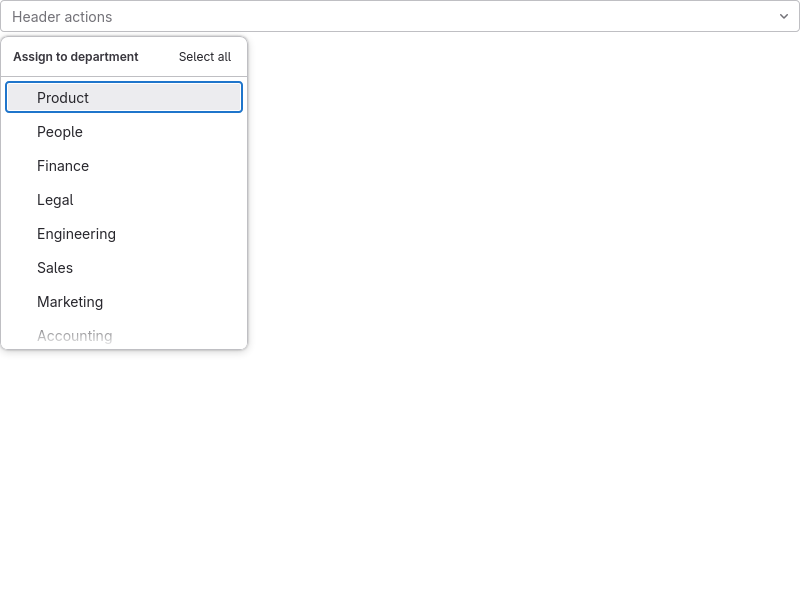 Header actions
Assign to department Select all
Product
People
Finance
Legal
Engineering
Sales
Marketing
Accounting